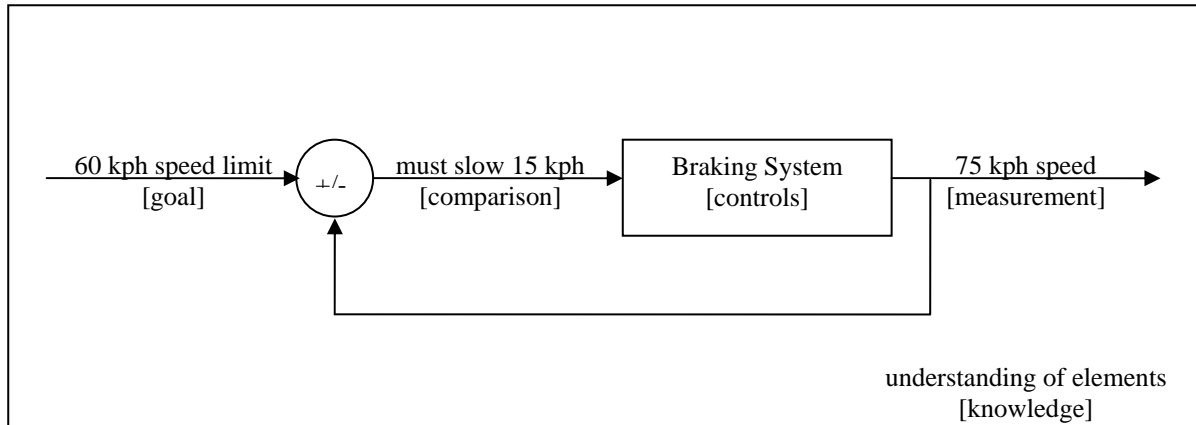 60 kph speed limit
[goal]
+/-
must slow 15 kph
[comparison]
Braking System
[controls]
75 kph speed
[measurement]
understanding of elements
[knowledge]